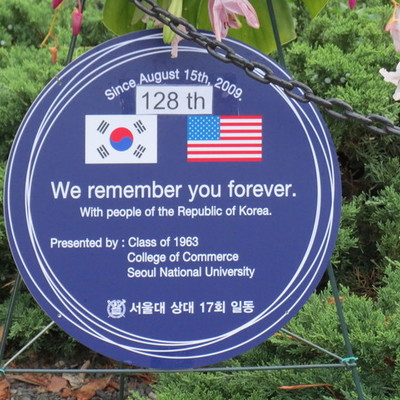 Since August 15th, 2009.
128 th
We remember you forever.
With people of the Republic of Korea.
Presented by : Class of 1963
College of Commerce
Seoul National University
서울대 상대 17회 일동